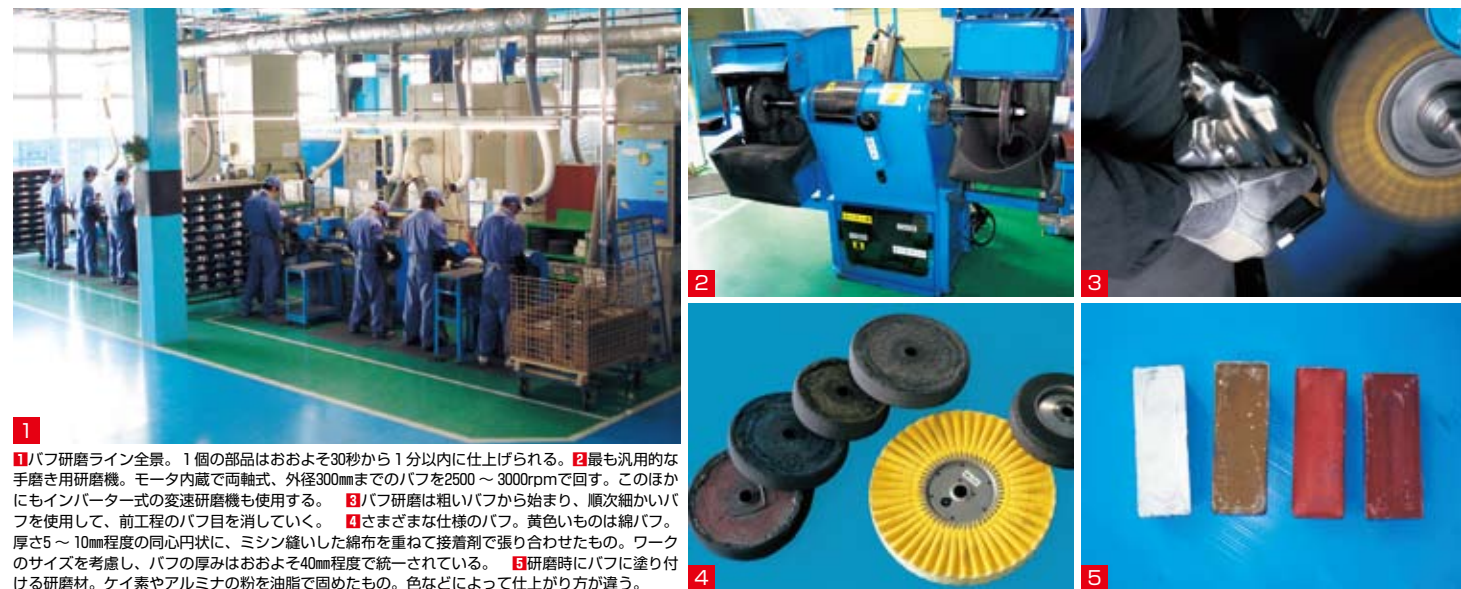 1バフ研磨ライン全景。1個の部品はおおよそ30秒から1分以内に仕上げられる。2最も汎用的な
手磨き用研磨機。モータ内蔵で両軸式、外径300㎜までのバフを2500 ～ 3000rpmで回す。このほか
にもインバーター式の変速研磨機も使用する。 3バフ研磨は粗いバフから始まり、順次細かいバ
フを使用して、前工程のバフ目を消していく。 4さまざまな仕様のバフ。黄色いものは綿バフ。
厚さ5 ～ 10㎜程度の同心円状に、ミシン縫いした綿布を重ねて接着剤で張り合わせたもの。ワーク
のサイズを考慮し、バフの厚みはおおよそ40㎜程度で統一されている。 5研磨時にバフに塗り付
ける研磨材。ケイ素やアルミナの粉を油脂で固めたもの。色などによって仕上がり方が違う。
1
2
3
4
5